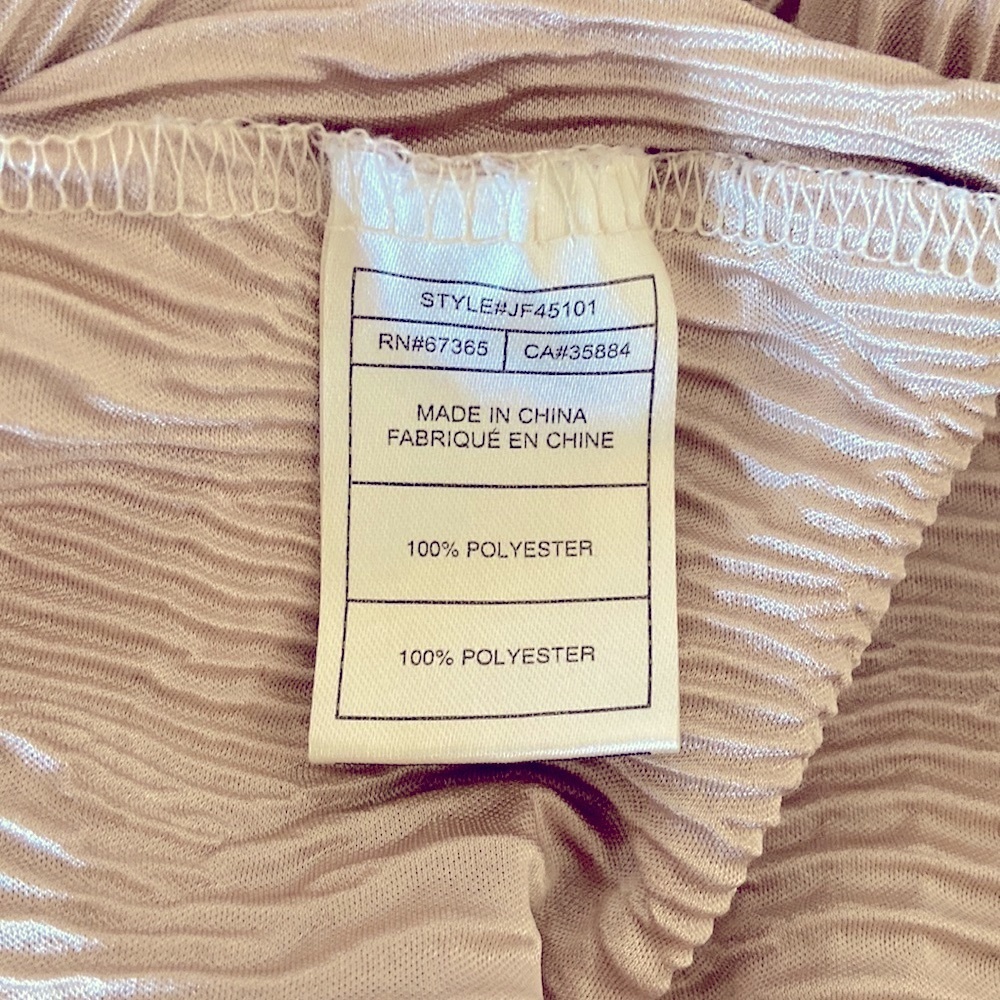 STYLE#JF45101
RN#67365 CA#35884
MADE IN CHINA
FABRIQUÉ EN CHINE
100% POLYESTER
100% POLYESTER